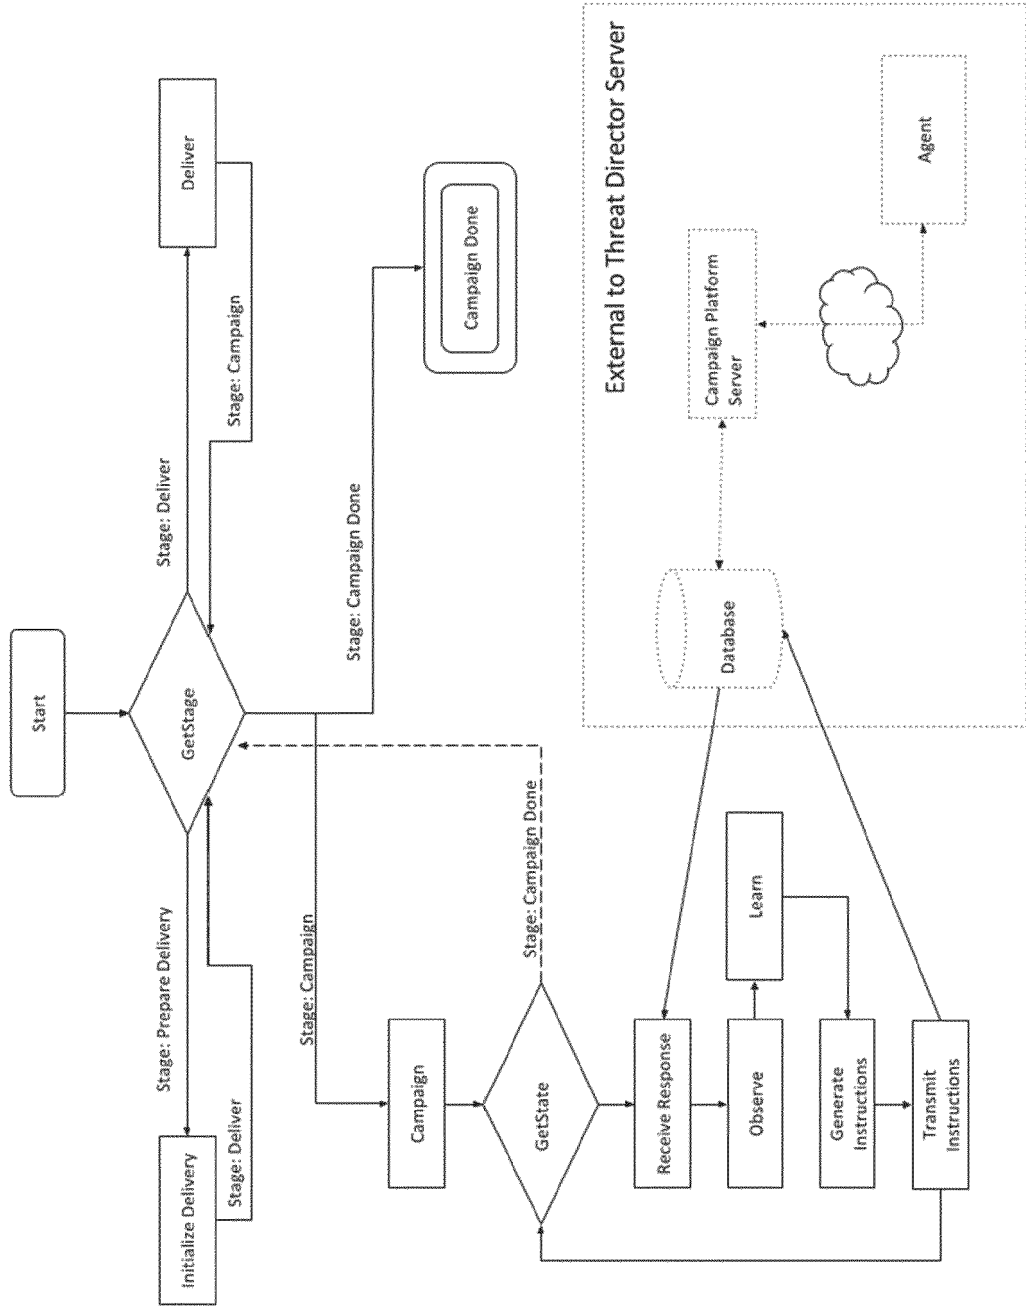 Start
GetStage
Stage: Prepare Delivery
Initialize Delivery
Stage: Deliver
Stage: Deliver
Deliver
Stage: Campaign
Stage: Campaign
Stage: Campaign Done
Campaign Done
Campaign
GetState
Stage: Campaign Done
Receive Response
Observe
Learn
Generate
Instructions
Transmit
Instructions
External to Threat Director Server
Database
Campaign Platform
Server
Agent